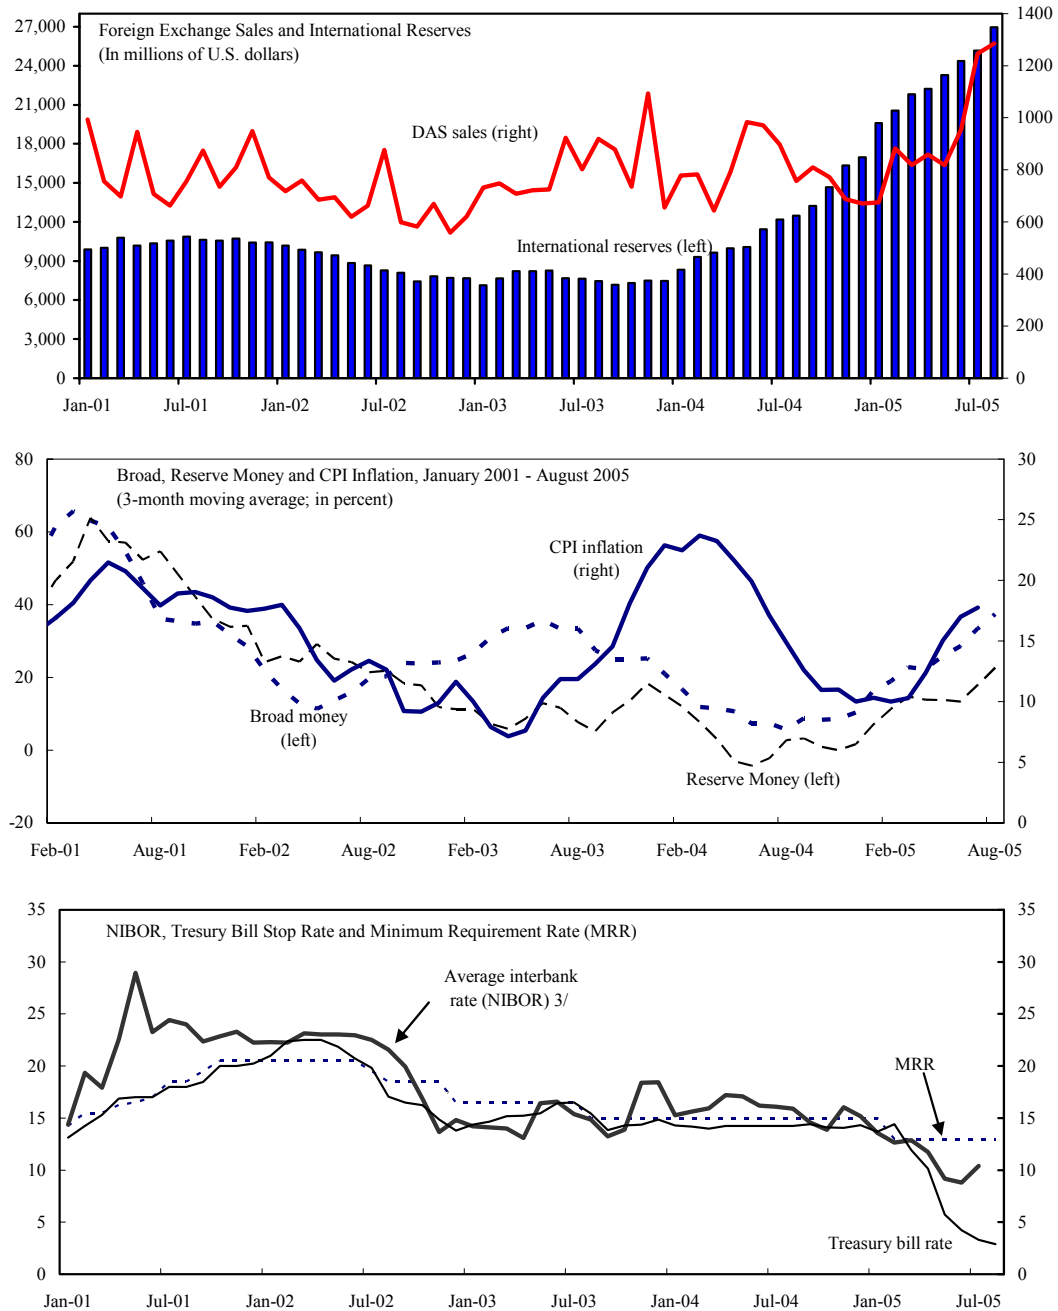 Foreign Exchange Sales and International Reserves
(In millions of U.S. dollars)
27,000
24,000
21,000
18,000
15,000
12,000
9,000
6,000
3,000
0
1400
1200
1000
800
600
400
200
0
DAS sales (right)
International reserves (left)
Jan-01 Jul-01 Jan-02 Jul-02 Jan-03 Jul-03 Jan-04 Jul-04 Jan-05 Jul-05
Broad, Reserve Money and CPI Inflation, January 2001 - August 2005
(3-month moving average; in percent)
80
60
40
20
0
-20
30
25
20
15
10
5
0
CPI inflation
(right)
Broad money
(left)
Reserve Money (left)
Feb-01 Aug-01 Feb-02 Aug-02 Feb-03 Aug-03 Feb-04 Aug-04 Feb-05 Aug-05
NIBOR, Tresury Bill Stop Rate and Minimum Requirement Rate (MRR)
35
30
25
20
15
10
5
0
35
30
25
20
15
10
5
0
Average interbank
rate (NIBOR) 3/
MRR
Treasury bill rate
Jan-01 Jul-01 Jan-02 Jul-02 Jan-03 Jul-03 Jan-04 Jul-04 Jan-05 Jul-05